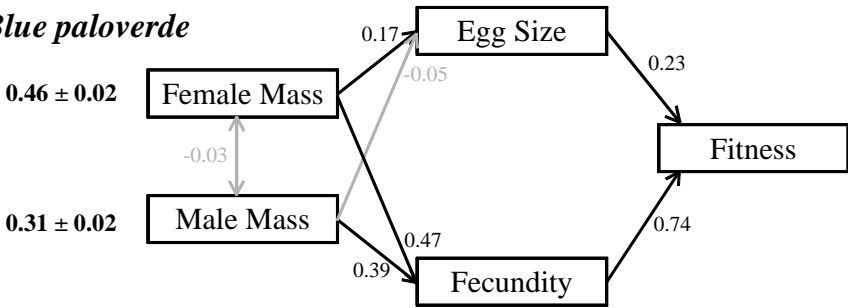 Blue paloverde
0.17
Egg Size
-0.05
0.23
0.46 ± 0.02
Female Mass
-0.03
Fitness
0.31 ± 0.02
Male Mass
0.47
0.39
0.74
Fecundity